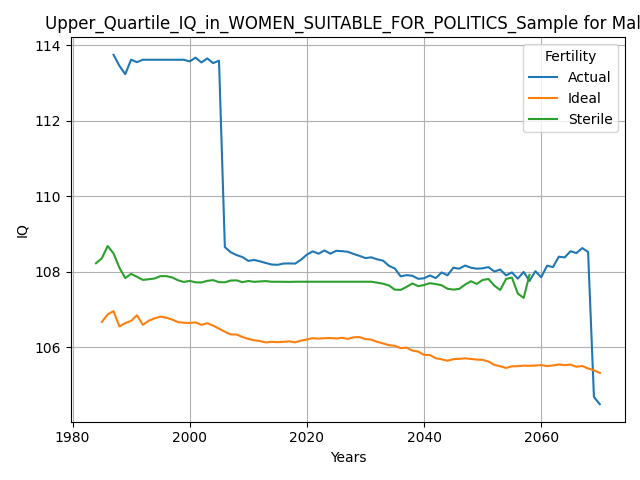 Upper_Quartile_IQ_in_WOMEN_SUITABLE_FOR_POLITICS_Sample for Mal
114
112
110
108
106
IQ
Fertility
Actual
Ideal
Sterile
1980
2000
2020
2040
2060
Years